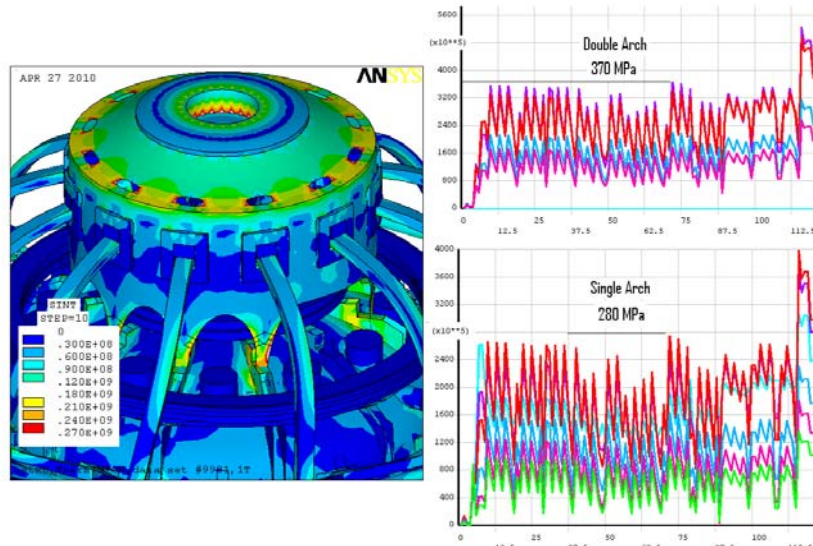 APR 27 2010
ANSYS
SINT
STEP=10
0
.300E+08
.600E+08
.900E+08
.120E+09
.180E+09
.210E+09
.240E+09
.270E+09
5600
(x10**5)
4000
3200
2400
1600
800
0
Double Arch
370 MPa
0
25
50
75
100
12.5
37.5
62.5
87.5
112.5
4000
3600
3200
2800
(x10**5)
2400
2000
1600
1200
800
400
0
Single Arch
280 MPa
0
25
50
75
100